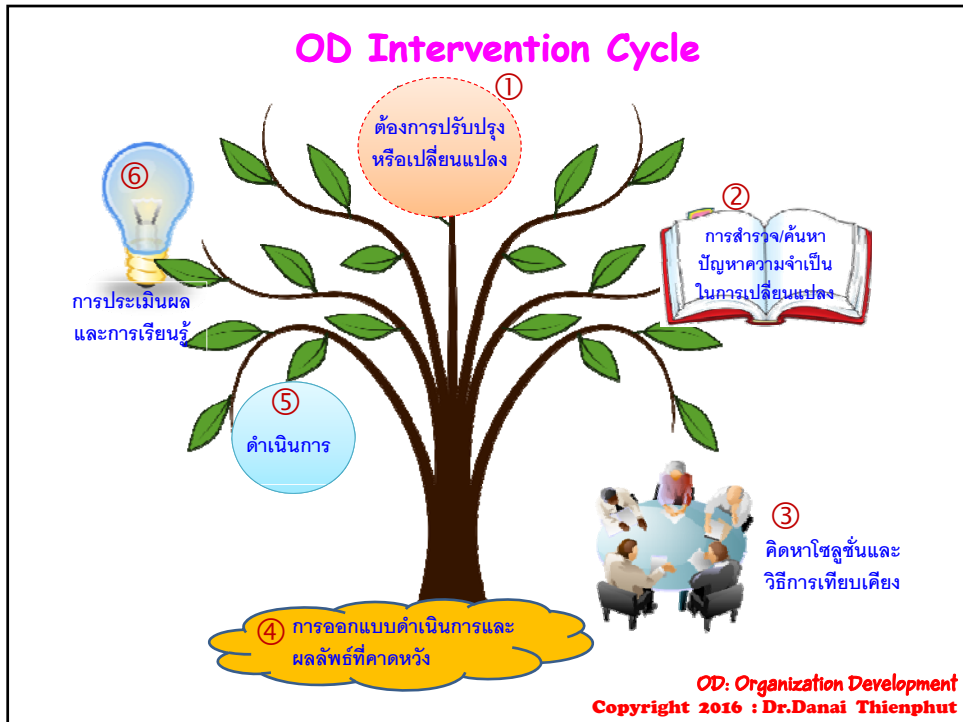 OD Intervention Cycle
①
ต้องการปรับปรุง
หรือเปลี่ยนแปลง
②
การสำรวจ/ค้นหา
ปัญหาความจำเป็น
ในการเปลี่ยนแปลง
③
คิดหาโซลูชั่นและ
วิธีการเทียบเคียง
④ การออกแบบดำเนินการและ
ผลลัพธ์ที่คาดหวัง
⑤
ดำเนินการ
⑥
การประเมินผล
และการเรียนรู้
OD: Organization Development
Copyright 2016 : Dr.Danai Thienphut